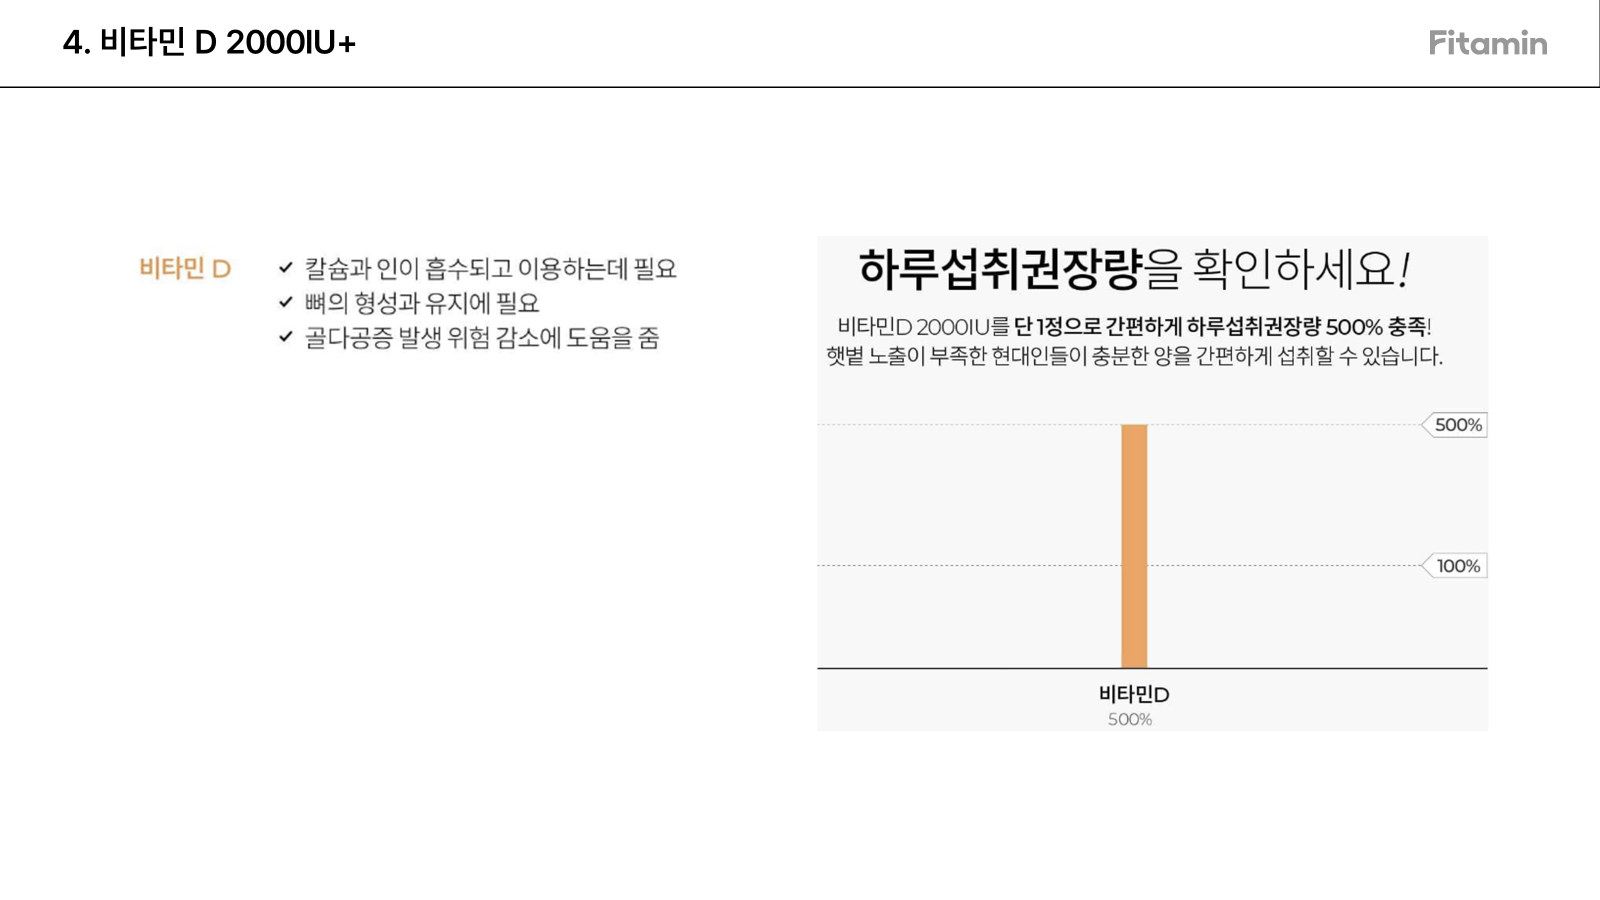 4. 비타민 D 2000IU+
Fitamin
비타민 D
칼슘과 인이 흡수되고 이용하는데 필요
뼈의 형성과 유지에 필요
골다공증 발생 위험 감소에 도움을 줌
하루섭취권장량을 확인하세요!
비타민D 2000IU를 단 1정으로 간편하게 하루섭취권장량 500% 충족!
햇볕 노출이 부족한 현대인들이 충분한 양을 간편하게 섭취할 수 있습니다.
500%
100%
비타민D
500%